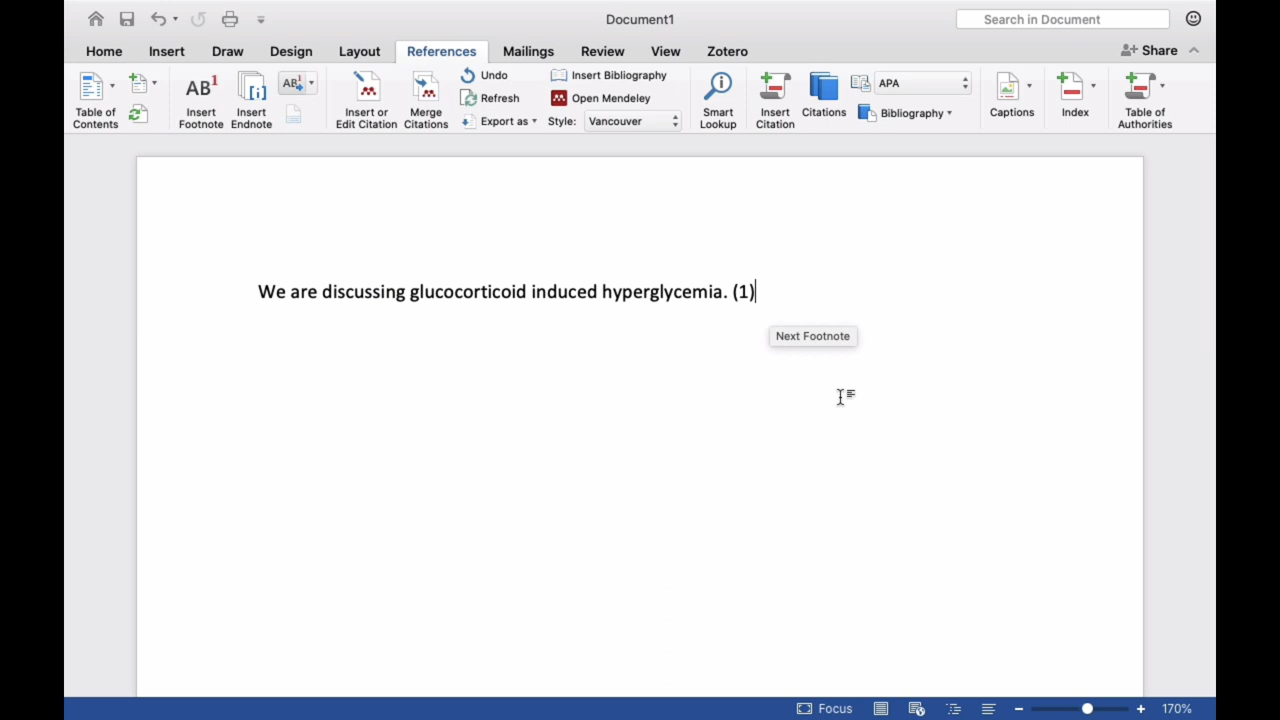 Document1
Search in Document
Home Insert Draw Design Layout References Mailings Review View Zotero Share
Table of Contents
AB1
Insert Footnote
[i]
Insert Endnote
AB1
Insert or Edit Citation
Merge Citations
Undo
Refresh
Export as
Insert Bibliography
Open Mendeley
Style: Vancouver
Smart Lookup
Insert Citation
Citations
APA
Bibliography
Captions
Index
Table of Authorities
We are discussing glucocorticoid induced hyperglycemia. (1)
Next Footnote
Focus
170%